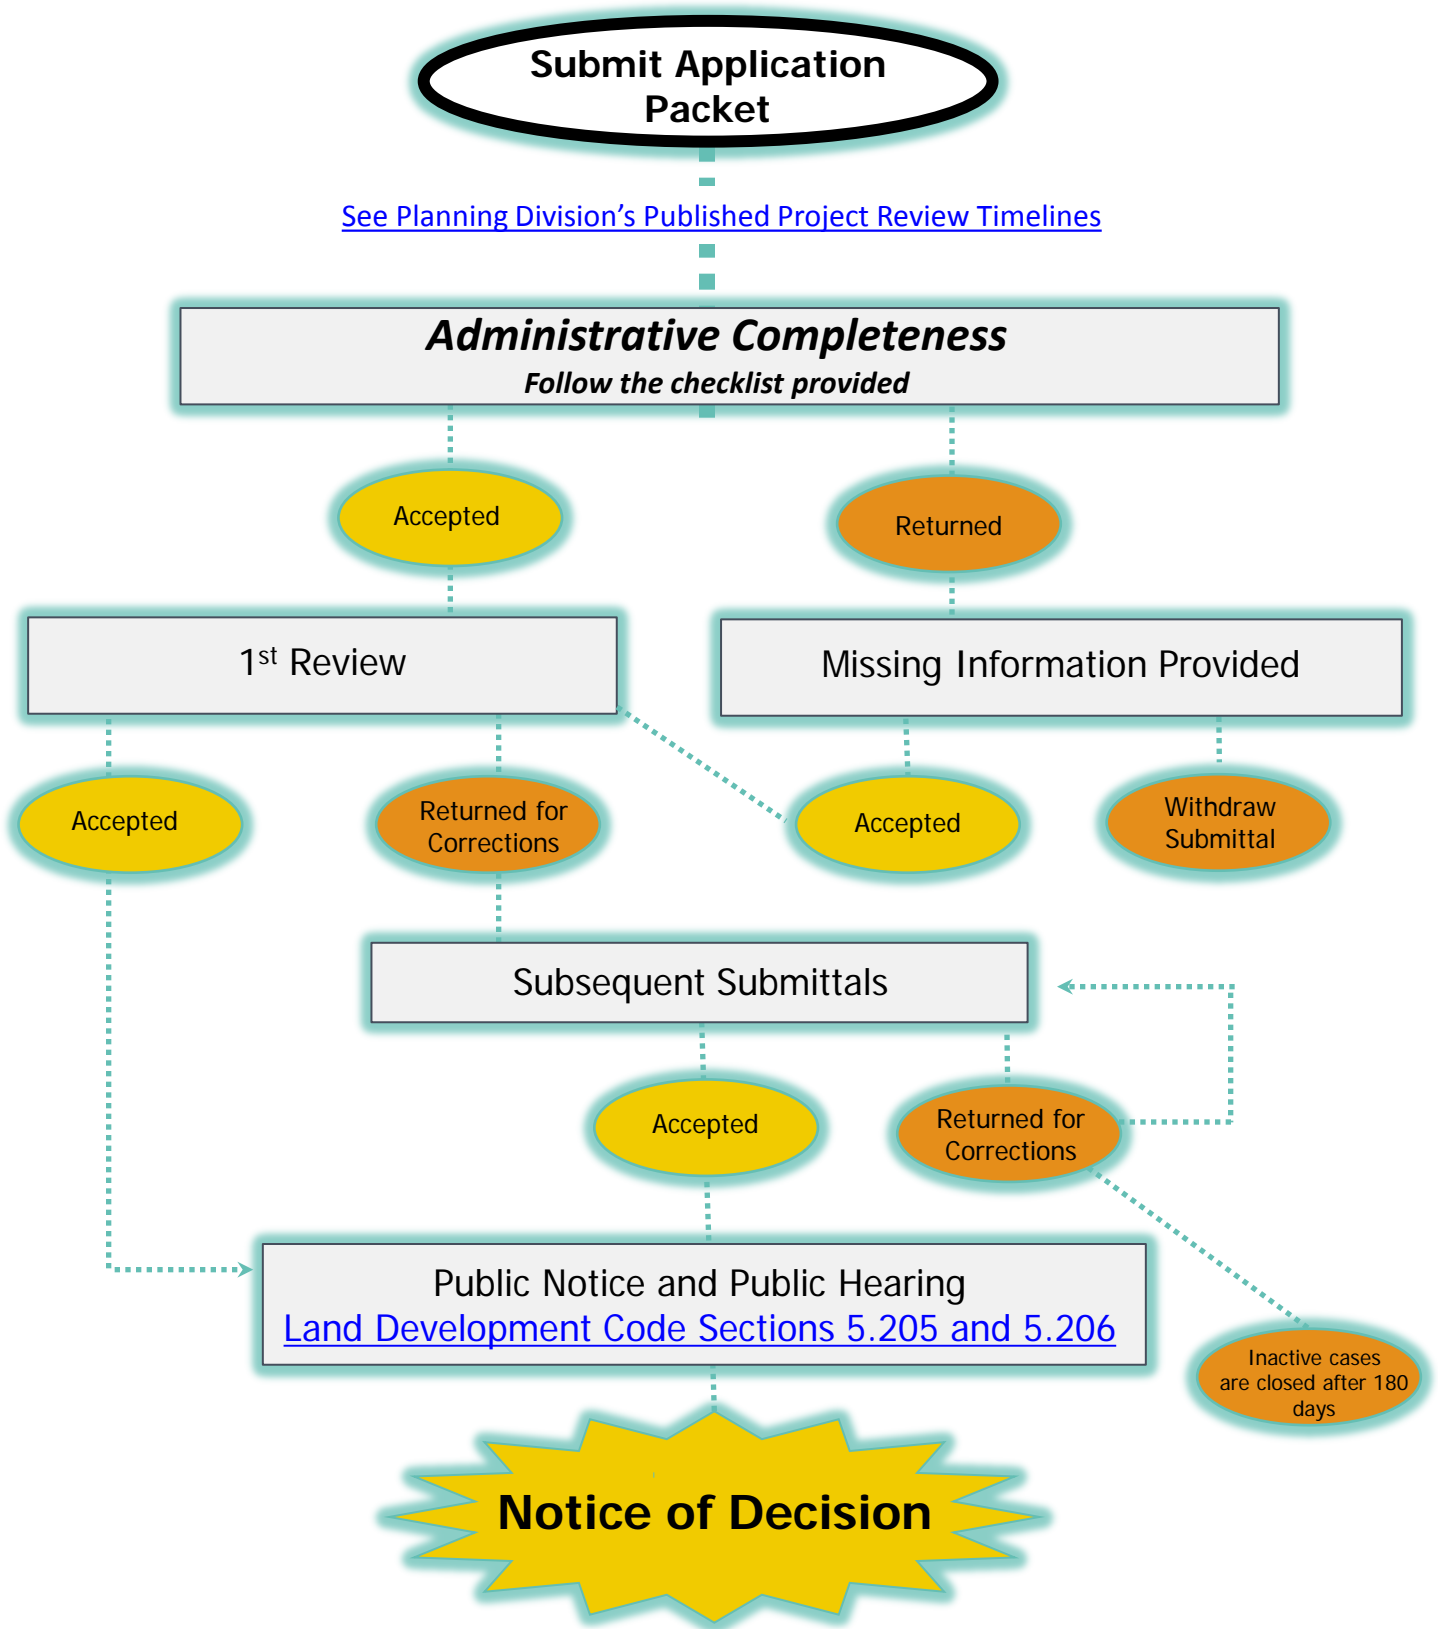 Submit Application
Packet
See Planning Division’s Published Project Review Timelines
Administrative Completeness
Follow the checklist provided
Accepted
Returned
1st Review
Missing Information Provided
Accepted
Returned for
Corrections
Accepted
Withdraw
Submittal
Subsequent Submittals
Accepted
Returned for
Corrections
Public Notice and Public Hearing
Land Development Code Sections 5.205 and 5.206
Inactive cases
are closed after 180
days
Notice of Decision